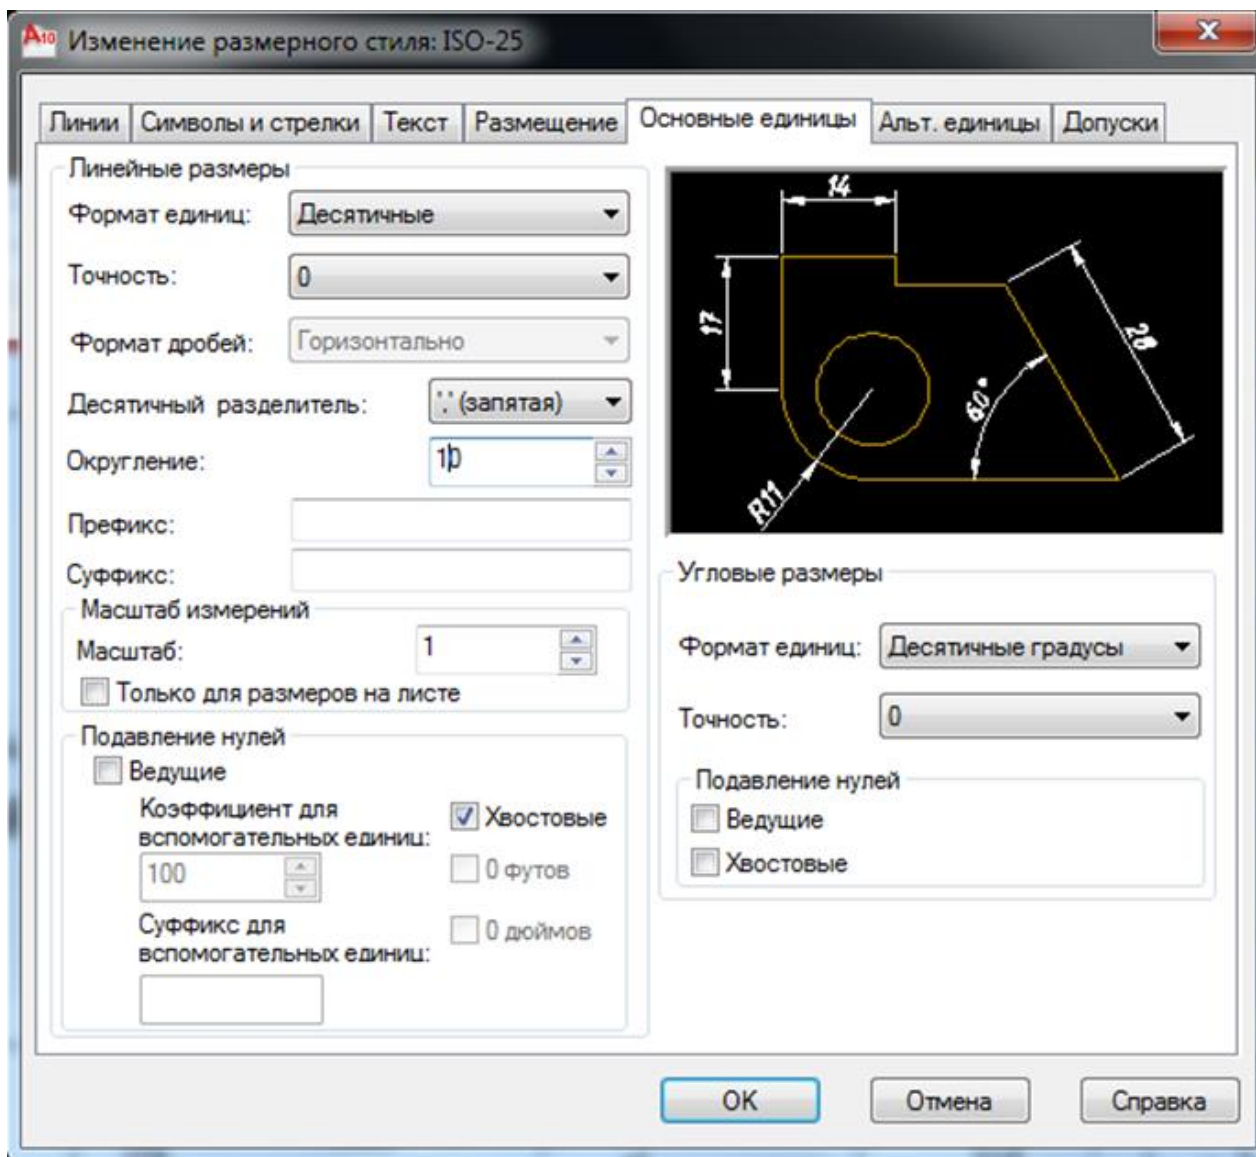 A10 Изменение размерного стиля: ISO-25
Линии Символы и стрелки Текст Размещение Основные единицы Альт. единицы Допуски
Линейные размеры
Формат единиц: Десятичные
Точность: 0
Формат дробей: Горизонтально
Десятичный разделитель: ',' (запятая)
Округление: 10
Префикс:
Суффикс:
Масштаб измерений
Масштаб: 1
Только для размеров на листе
Подавление нулей
Ведущие
Коэффициент для
вспомогательных единиц:
100
Суффикс для
вспомогательных единиц:
Хвостовые
0 футов
0 дюймов
14
17
28
60°
R11
Угловые размеры
Формат единиц: Десятичные градусы
Точность: 0
Подавление нулей
Ведущие
Хвостовые
OK Отмена Справка